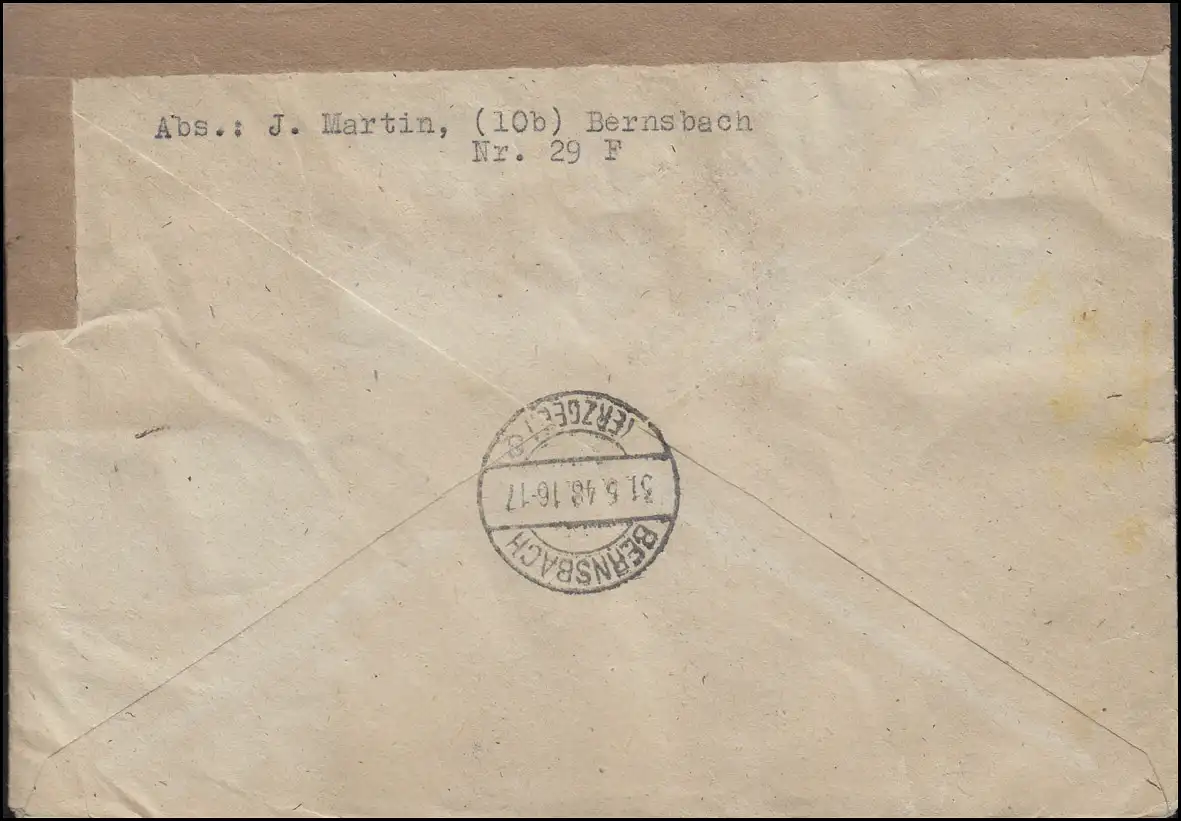 Abs.: J. Martin, (10b) Bernsbach
Nr. 29 F
BERNSBACH
31.5.48.16-17
(ERZGEB)